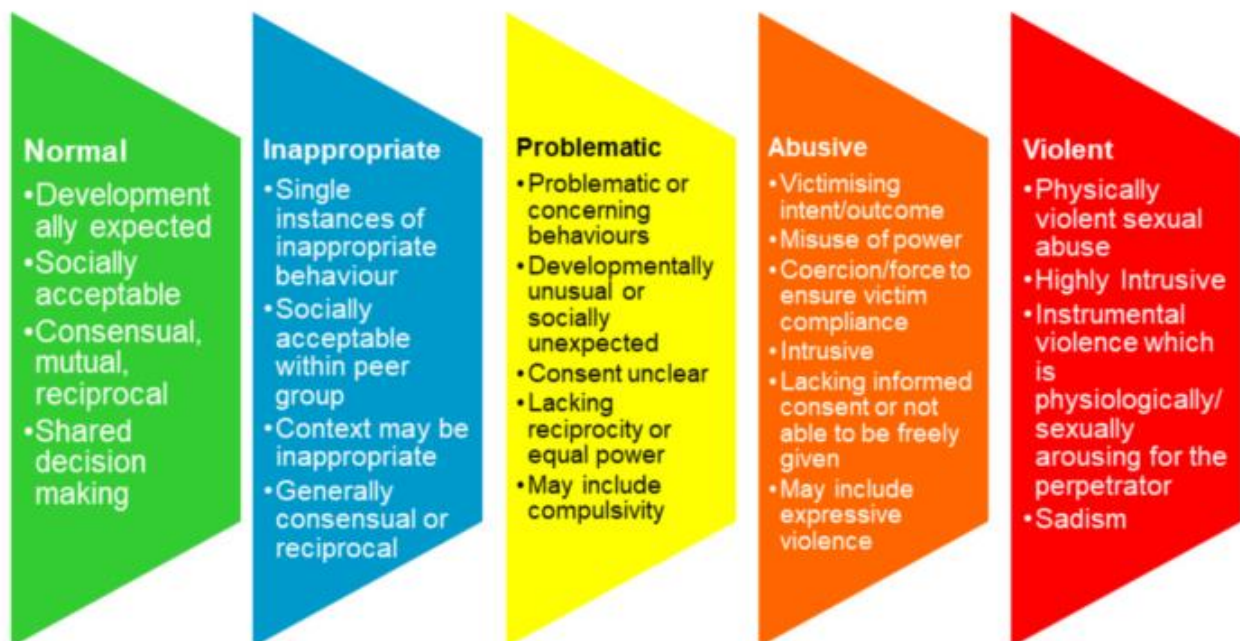 Normal
•Development
ally expected
•Socially
acceptable
•Consensual,
mutual,
reciprocal
•Shared
decision
making
Inappropriate
•Single
instances of
inappropriate
behaviour
•Socially
acceptable
within peer
group
•Context may be
inappropriate
•Generally
consensual or
reciprocal
Problematic
•Problematic or
concerning
behaviours
•Developmentally
unusual or
socially
unexpected
•Consent unclear
•Lacking
reciprocity or
equal power
•May include
compulsivity
Abusive
•Victimising
intent/outcome
•Misuse of power
•Coercion/force to
ensure victim
compliance
•Intrusive
•Lacking informed
consent or not
able to be freely
given
•May include
expressive
violence
Violent
•Physically
violent sexual
abuse
•Highly Intrusive
•Instrumental
violence which
is
physiologically/
sexually
arousing for the
perpetrator
•Sadism